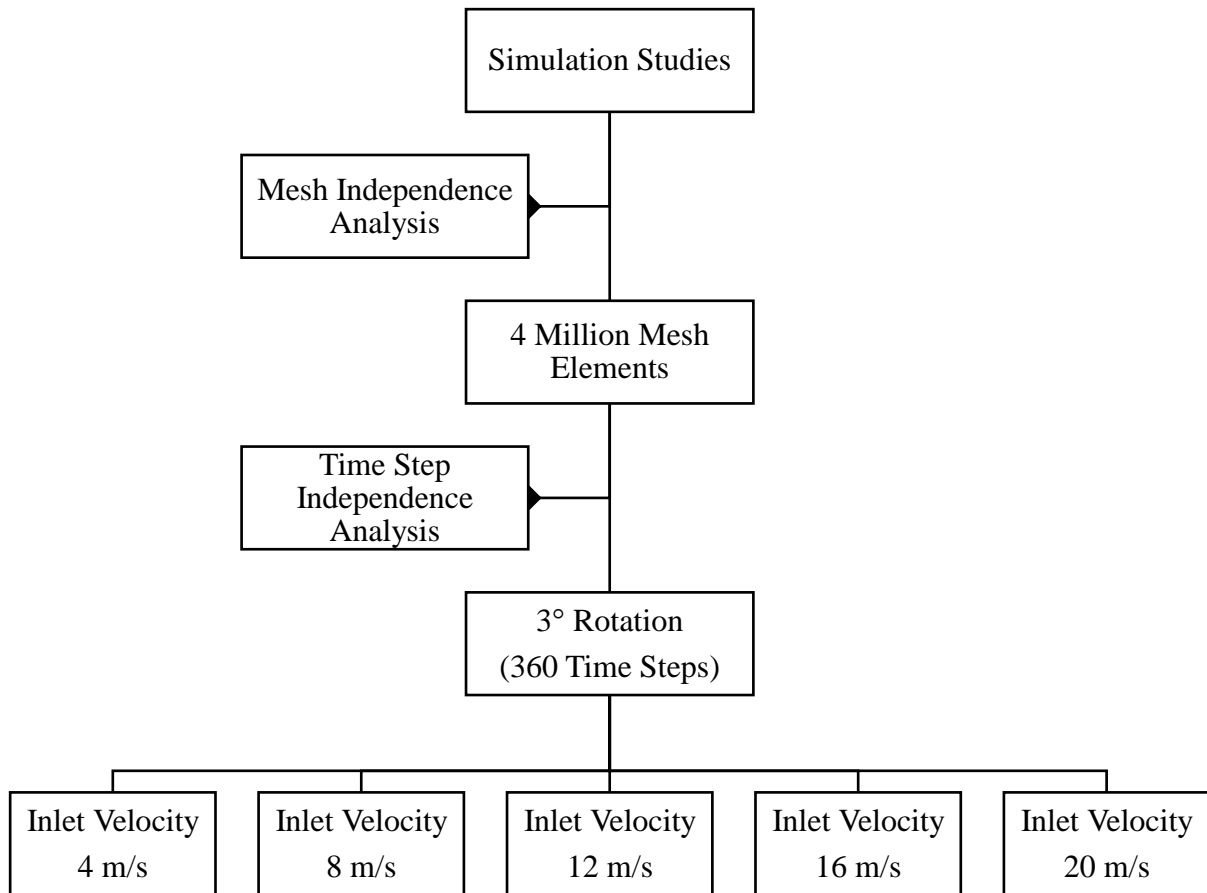 Simulation Studies
Mesh Independence
Analysis
4 Million Mesh
Elements
Time Step
Independence
Analysis
3° Rotation
(360 Time Steps)
Inlet Velocity
4 m/s
Inlet Velocity
8 m/s
Inlet Velocity
12 m/s
Inlet Velocity
16 m/s
Inlet Velocity
20 m/s